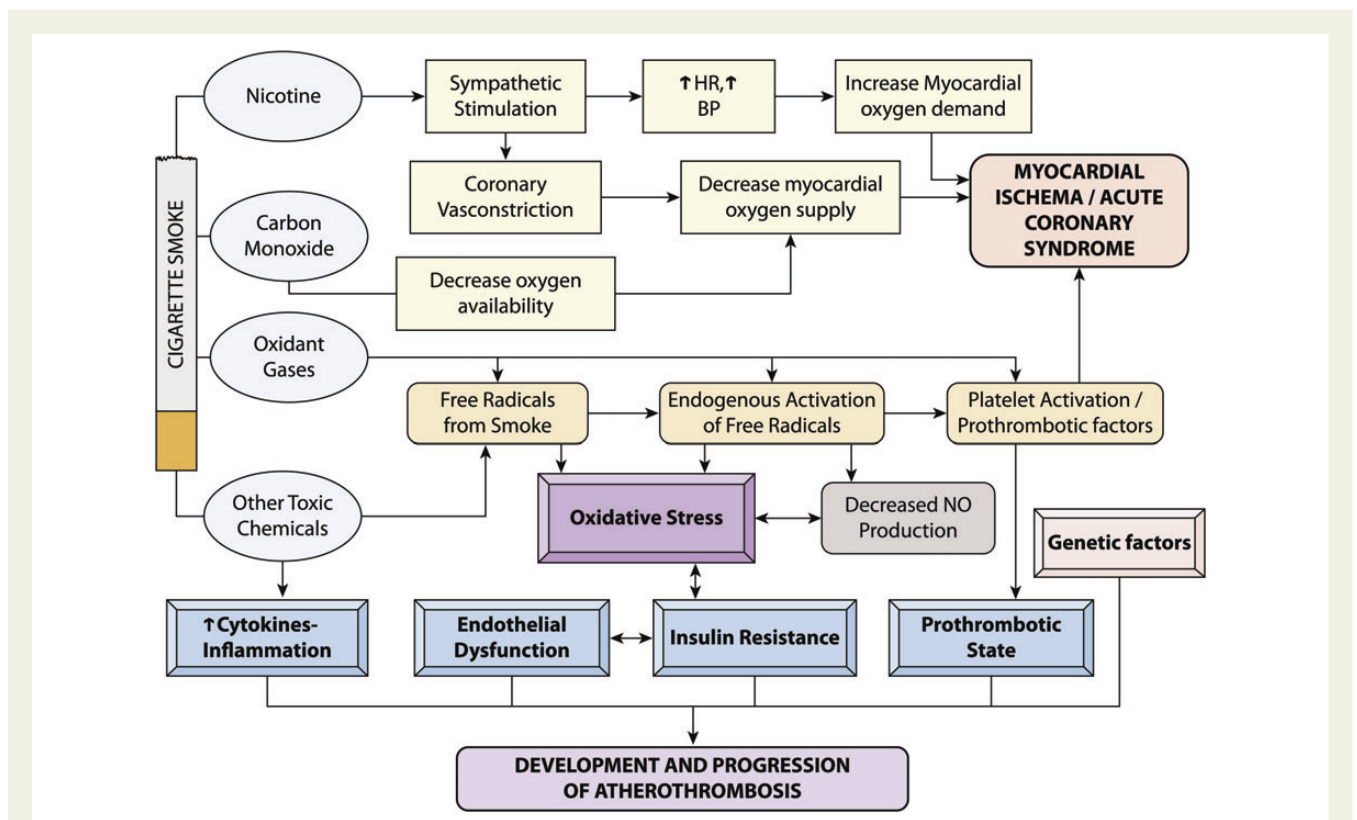 Nicotine
Sympathetic
Stimulation
↑HR,↑
BP
Increase Myocardial
oxygen demand
CIGARETTE SMOKE
Coronary
Vasconstriction
Decrease myocardial
oxygen supply
MYOCARDIAL
ISCHEMA / ACUTE
CORONARY
SYNDROME
Carbon
Monoxide
Decrease oxygen
availability
Oxidant
Gases
Free Radicals
from Smoke
Endogenous Activation
of Free Radicals
Platelet Activation /
Prothrombotic factors
Other Toxic
Chemicals
Oxidative Stress
Decreased NO
Production
Genetic factors
↑Cytokines-
Inflammation
Endothelial
Dysfunction
Insulin Resistance
Prothrombotic
State
DEVELOPMENT AND PROGRESSION
OF ATHEROTHROMBOSIS